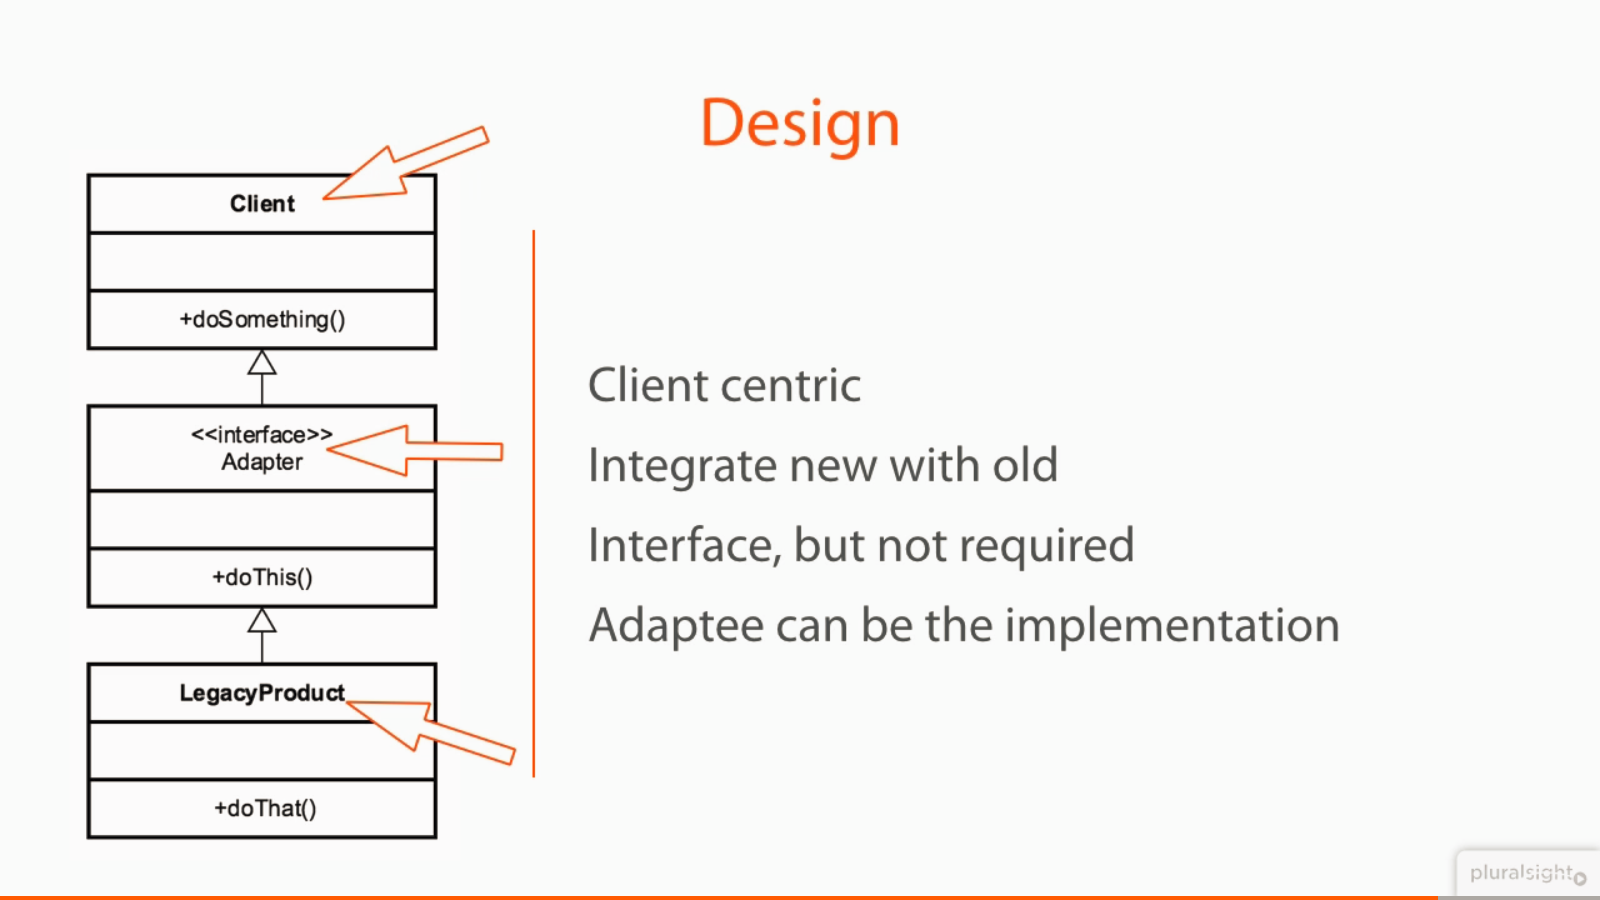 Design
Client
+doSomething()
<<interface>>
Adapter
+doThis()
LegacyProduct
+doThat()
Client centric
Integrate new with old
Interface, but not required
Adaptee can be the implementation
pluralsight